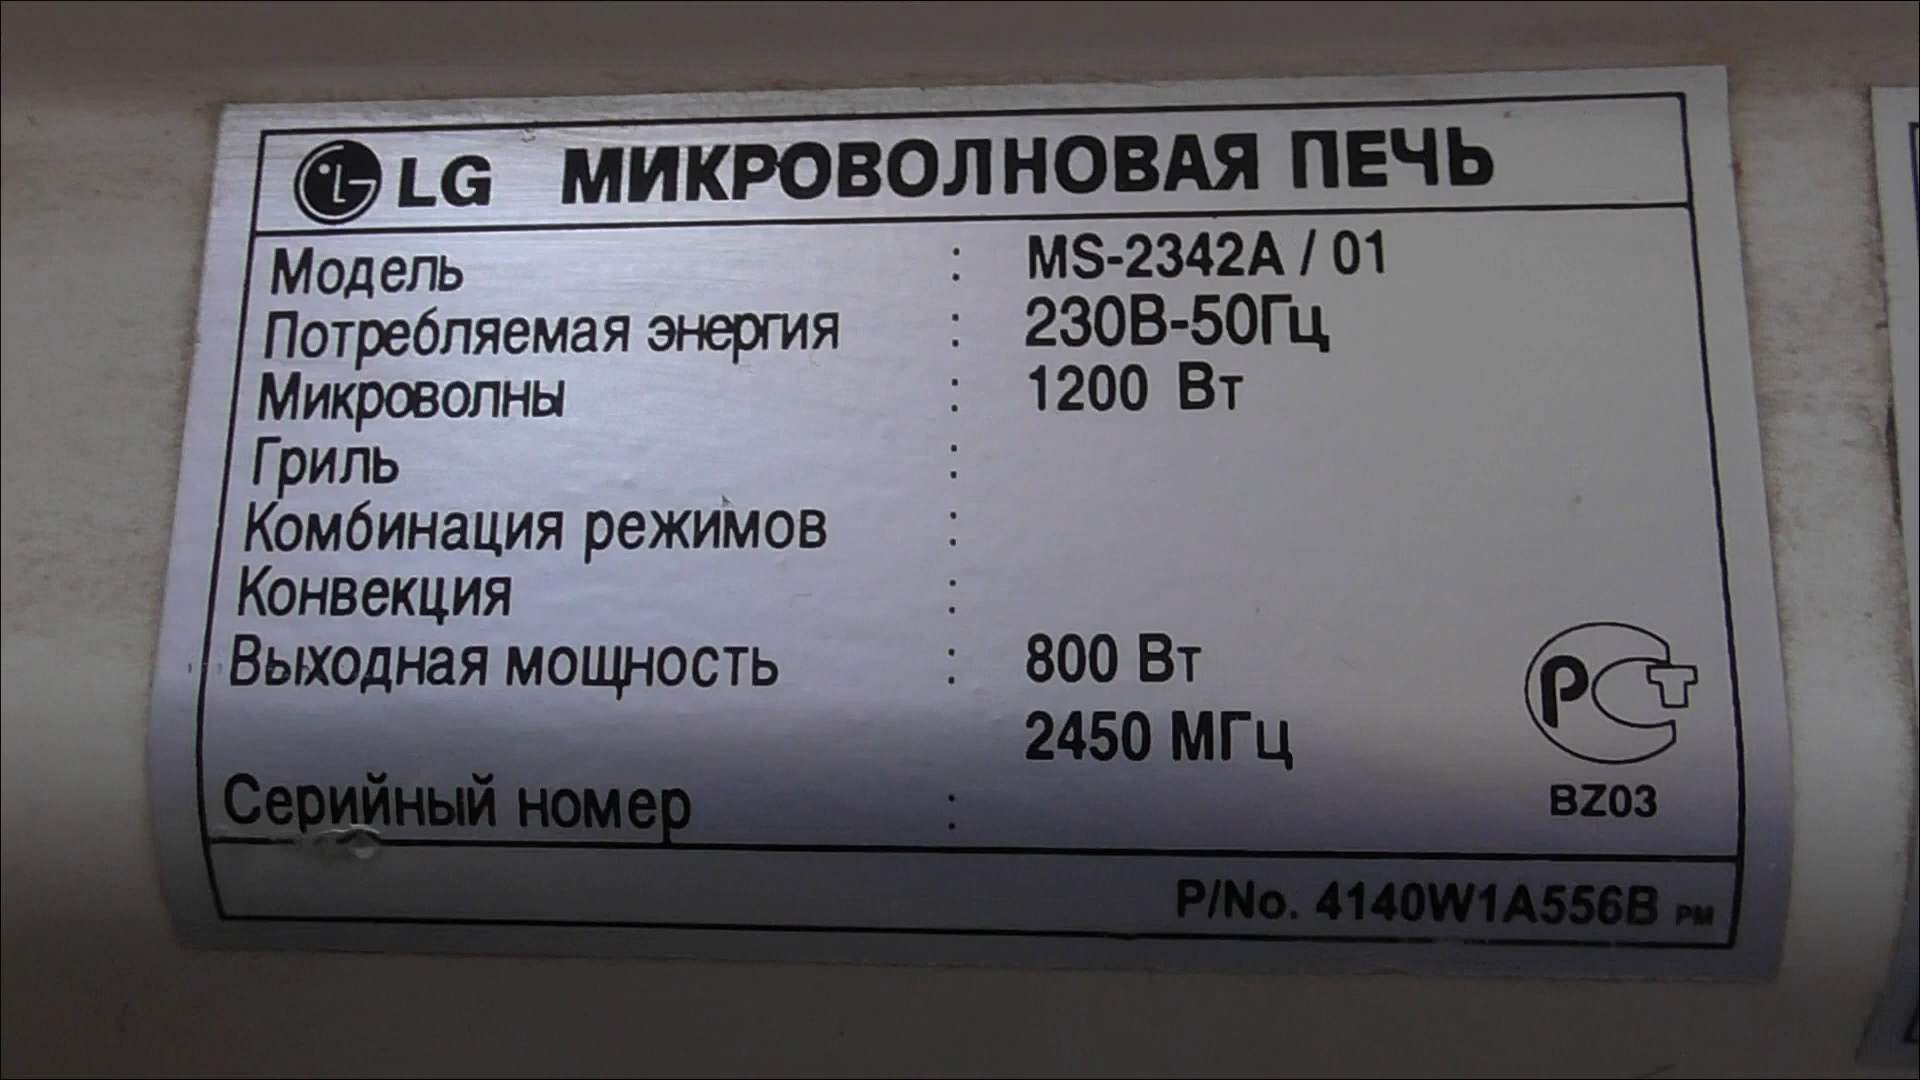 LG МИКРОВОЛНОВАЯ ПЕЧЬ
Модель : MS-2342A / 01
Потребляемая энергия : 230В-50Гц
Микроволны : 1200 Вт
Гриль :
Комбинация режимов :
Конвекция :
Выходная мощность : 800 Вт
2450 МГц
РСТ
BZ03
Серийный номер :
P/No. 4140W1A556B PM